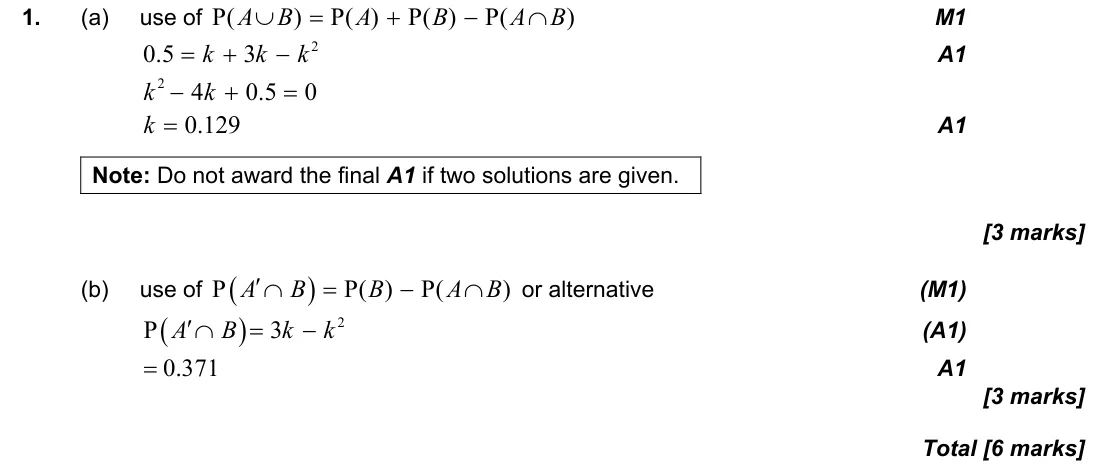 1. (a) use of P(A∪B) = P(A) + P(B) − P(A∩B) M1
0.5 = k + 3k − k² A1
k² − 4k + 0.5 = 0
k = 0.129 A1
Note: Do not award the final A1 if two solutions are given.
[3 marks]
(b) use of P(A′∩ B) = P(B) − P(A∩B) or alternative (M1)
P(A′∩ B)= 3k − k² (A1)
= 0.371 A1
[3 marks]
Total [6 marks]